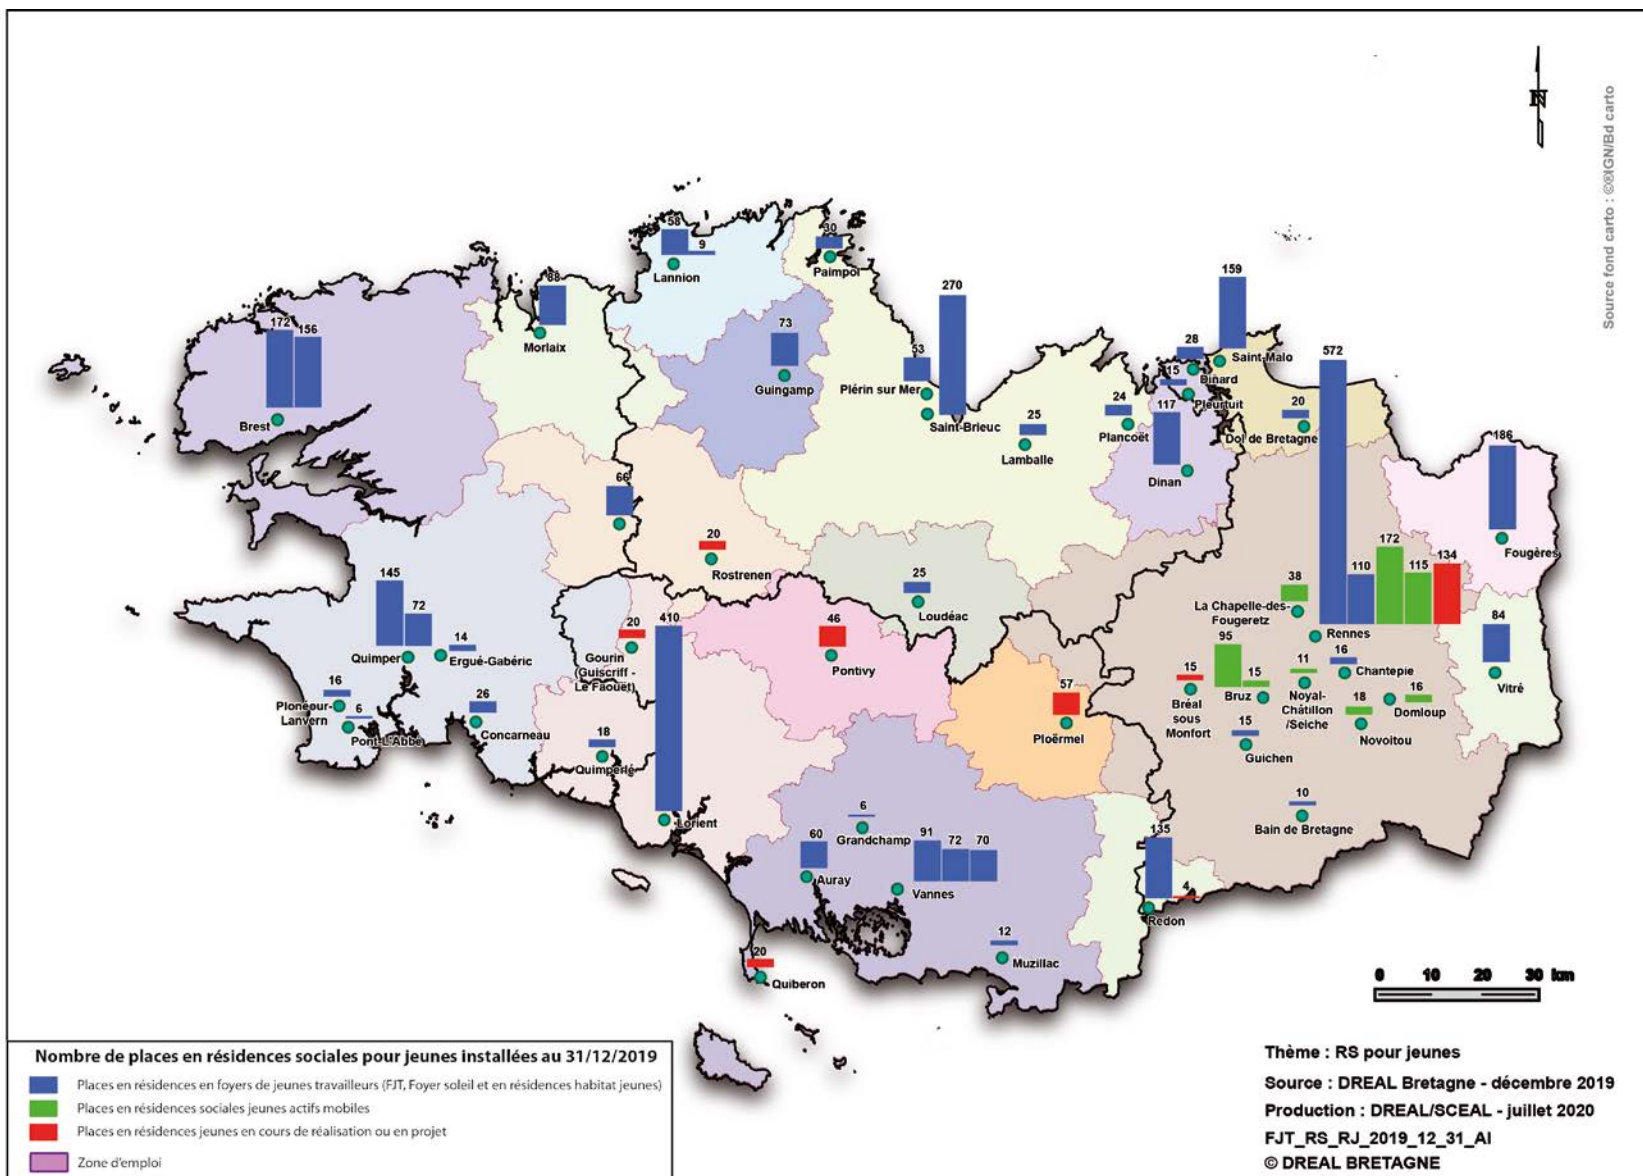 N
Source fond carto : ©®IGN/Bd carto
58
9
Lannion
30
Paimpol
88
Morlaix
172
156
Brest
73
Guingamp
270
53
Plérin sur Mer
Saint-Brieuc
25
Lamballe
24
Plancoët
159
Saint-Malo
28
Dinard
15
Pleurtuit
117
Dinan
20
Dol de Bretagne
572
110
172
115
134
Rennes
186
Fougères
66
20
Rostrenen
25
Loudéac
38
La Chapelle-des-
Fougeretz
84
Vitré
145
72
Quimper
14
Ergué-Gabéric
20
Gourin
(Guiscriff -
Le Faouët)
410
Lorient
46
Pontivy
57
Ploërmel
16
Plonéour-
Lanvern
6
Pont-L'Abbé
26
Concarneau
18
Quimperlé
15
Bréal
sous
Monfort
95
15
Bruz
11
Noyal-
Châtillon
/Seiche
16
Chantepie
18
Novoitou
16
Domloup
15
Guichen
10
Bain de Bretagne
6
Grandchamp
60
Auray
91
72
70
Vannes
12
Muzillac
135
4
Redon
20
Quiberon
0 10 20 30 km
Nombre de places en résidences sociales pour jeunes installées au 31/12/2019
Places en résidences en foyers de jeunes travailleurs (FJT, Foyer soleil et en résidences habitat jeunes)
Places en résidences sociales jeunes actifs mobiles
Places en résidences jeunes en cours de réalisation ou en projet
Zone d'emploi
Thème : RS pour jeunes
Source : DREAL Bretagne - décembre 2019
Production : DREAL/SCEAL - juillet 2020
FJT_RS_RJ_2019_12_31_AI
© DREAL BRETAGNE